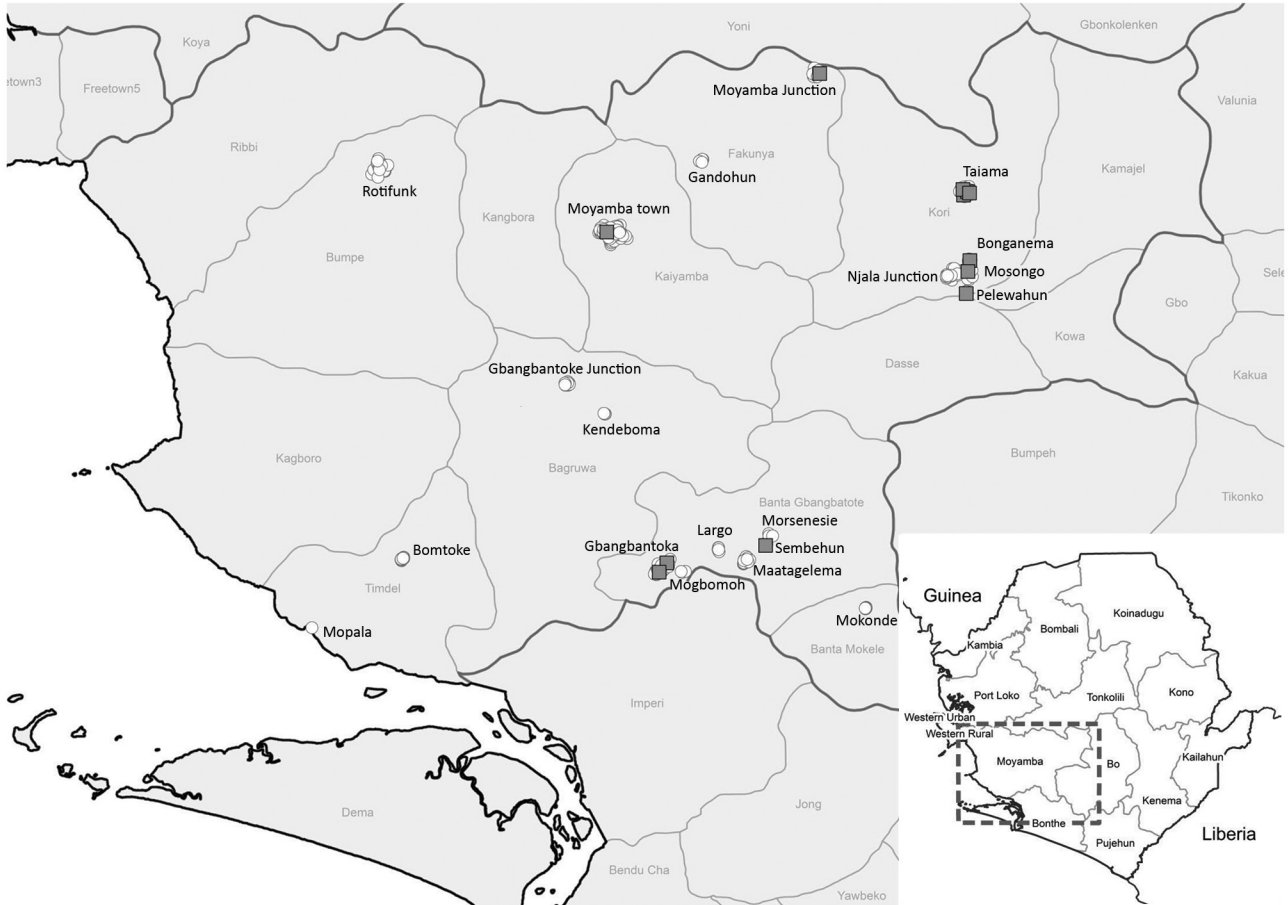 Yoni
Gbonkolenken
Koya
etown3
Freetown5
Moyamba Junction
Valunia
Ribbi
Fakunya
Kamajel
Rotifunk
Gandohun
Taiama
Moyamba town
Kangbora
Kori
Bonganema
Bumpe
Kaiyamba
Njala Junction
Mosongo
Sele
Pelewahun
Gbo
Kowa
Dasse
Gbangbantoke Junction
Kakua
Kendeboma
Kagboro
Bagruwa
Bumpeh
Tikonko
Banta Gbangbatote
Morsenesie
Largo
Gbangbantoka
Sembehun
Bomtoke
Maatagelema
Mogbomoh
Timdel
Mokonde
Mopala
Banta Mokele
Imperi
Dema
Jong
Bendu Cha
Yawbeko
Guinea
Koinadugu
Bombali
Kambia
Port Loko
Tonkolili
Kono
Western Urban
Western Rural
Moyamba
Bo
Kailahun
Kenema
Bonthe
Liberia
Pujehun